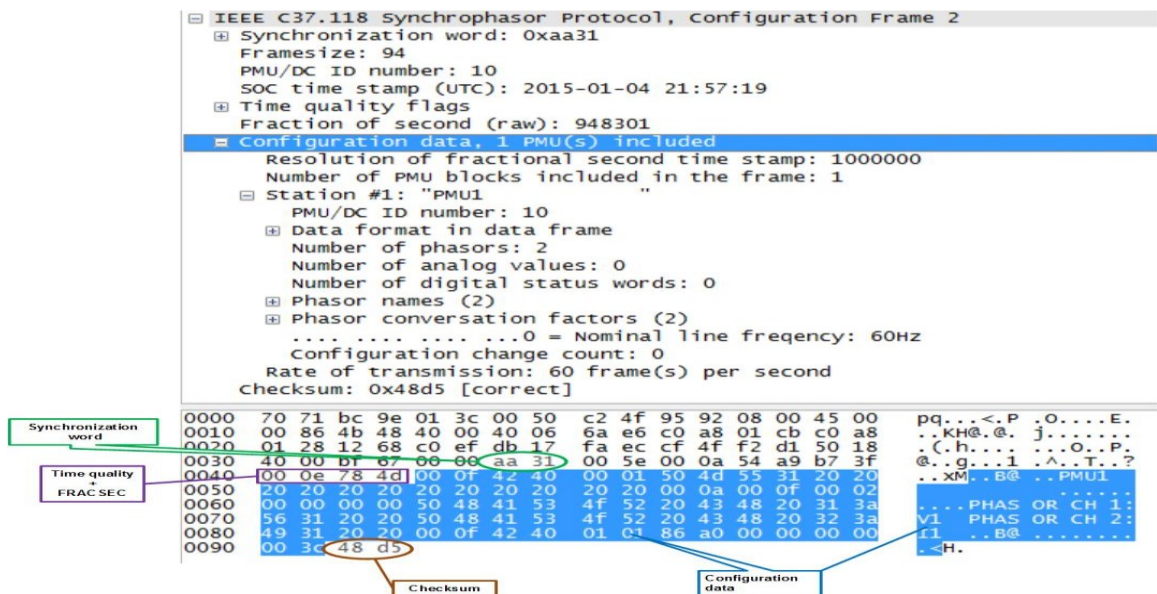 IEEE C37.118 Synchrophasor Protocol, Configuration Frame 2
Synchronization word: 0xaa31
Framesize: 94
PMU/DC ID number: 10
SOC time stamp (UTC): 2015-01-04 21:57:19
Time quality flags
Fraction of second (raw): 948301
Configuration data, 1 PMU(s) included
Resolution of fractional second time stamp: 1000000
Number of PMU blocks included in the frame: 1
Station #1: "PMU1            "
PMU/DC ID number: 10
Data format in data frame
Number of phasors: 2
Number of analog values: 0
Number of digital status words: 0
Phasor names (2)
Phasor conversation factors (2)
.... .... .... ...0 = Nominal line freqency: 60Hz
Configuration change count: 0
Rate of transmission: 60 frame(s) per second
Checksum: 0x48d5 [correct]
0000 70 71 bc 9e 01 3c 00 50 c2 4f 95 92 08 00 45 00 pq...<.P .O....E.
0010 00 86 4b 48 40 00 40 06 6a e6 c0 a8 01 cb c0 a8 ..KH@.@. j.......
0020 01 28 12 68 c0 ef db 17 fa ec cf 4f f2 d1 50 18 .(.h.... ...O..P.
0030 40 00 bf 67 00 00 aa 31 00 5e 00 0a 54 a9 b7 3f @..g...1 .^..T..?
0040 00 0e 78 4d 00 0f 42 40 00 01 50 4d 55 31 20 20 ..xM..B@ ..PMU1
0050 20 20 20 20 20 20 20 20 20 20 00 0a 00 0f 00 02 ......
0060 00 00 00 00 50 48 41 53 4f 52 20 43 48 20 31 3a ....PHAS OR CH 1:
0070 56 31 20 20 50 48 41 53 4f 52 20 43 48 20 32 3a V1  PHAS OR CH 2:
0080 49 31 20 20 00 0f 42 40 01 01 86 a0 00 00 00 00 I1  ..B@ ........
0090 00 3c 48 d5 .<H.
Synchronization
word
Time quality
+
FRAC SEC
Checksum
Configuration
data